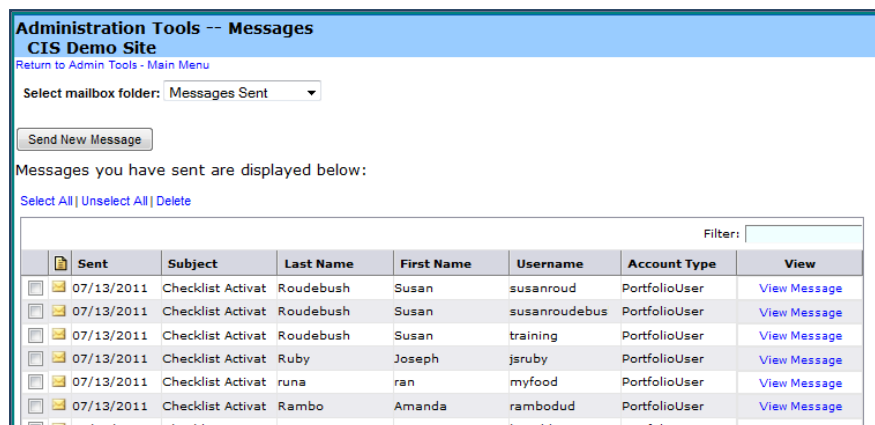 Administration Tools -- Messages
CIS Demo Site
Return to Admin Tools - Main Menu
Select mailbox folder: Messages Sent
Send New Message
Messages you have sent are displayed below:
Select All | Unselect All | Delete
Filter:
Sent Subject Last Name First Name Username Account Type View
07/13/2011 Checklist Activat Roudebush Susan susanroud PortfolioUser View Message
07/13/2011 Checklist Activat Roudebush Susan susanroudebus PortfolioUser View Message
07/13/2011 Checklist Activat Roudebush Susan training PortfolioUser View Message
07/13/2011 Checklist Activat Ruby Joseph jsruby PortfolioUser View Message
07/13/2011 Checklist Activat runa ran myfood PortfolioUser View Message
07/13/2011 Checklist Activat Rambo Amanda rambodud PortfolioUser View Message